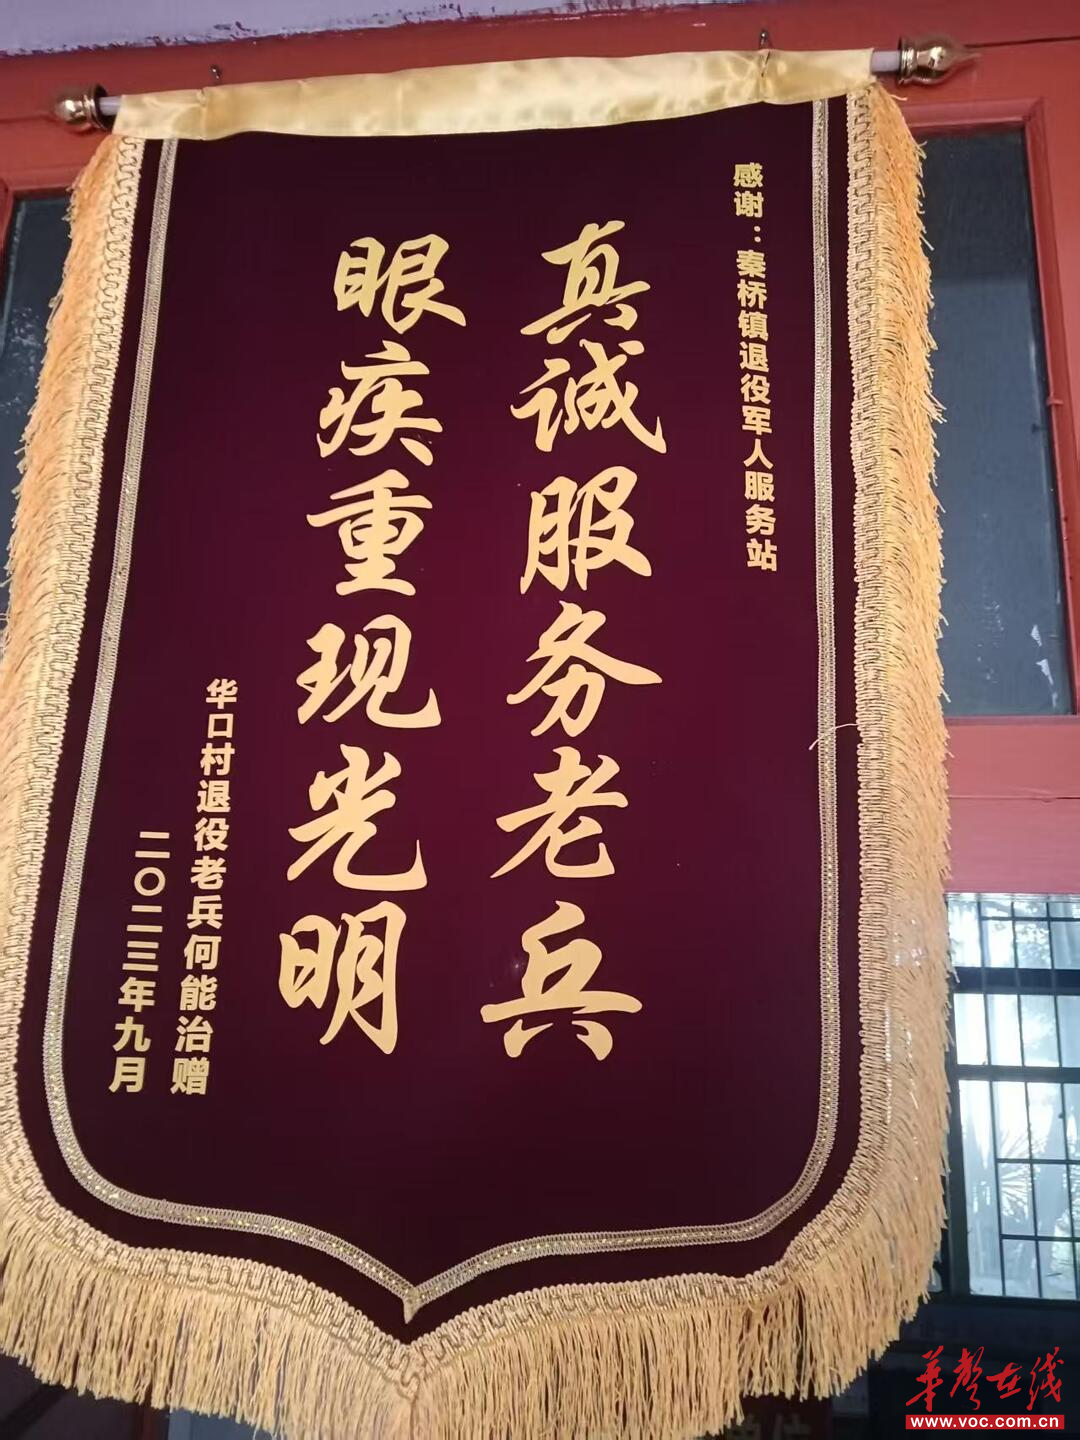 感谢：秦桥镇退役军人服务站
真诚服务老兵
眼疾重现光明
华口村退役老兵何能治赠
二〇二三年九月
华声在线
www.voc.com.cn